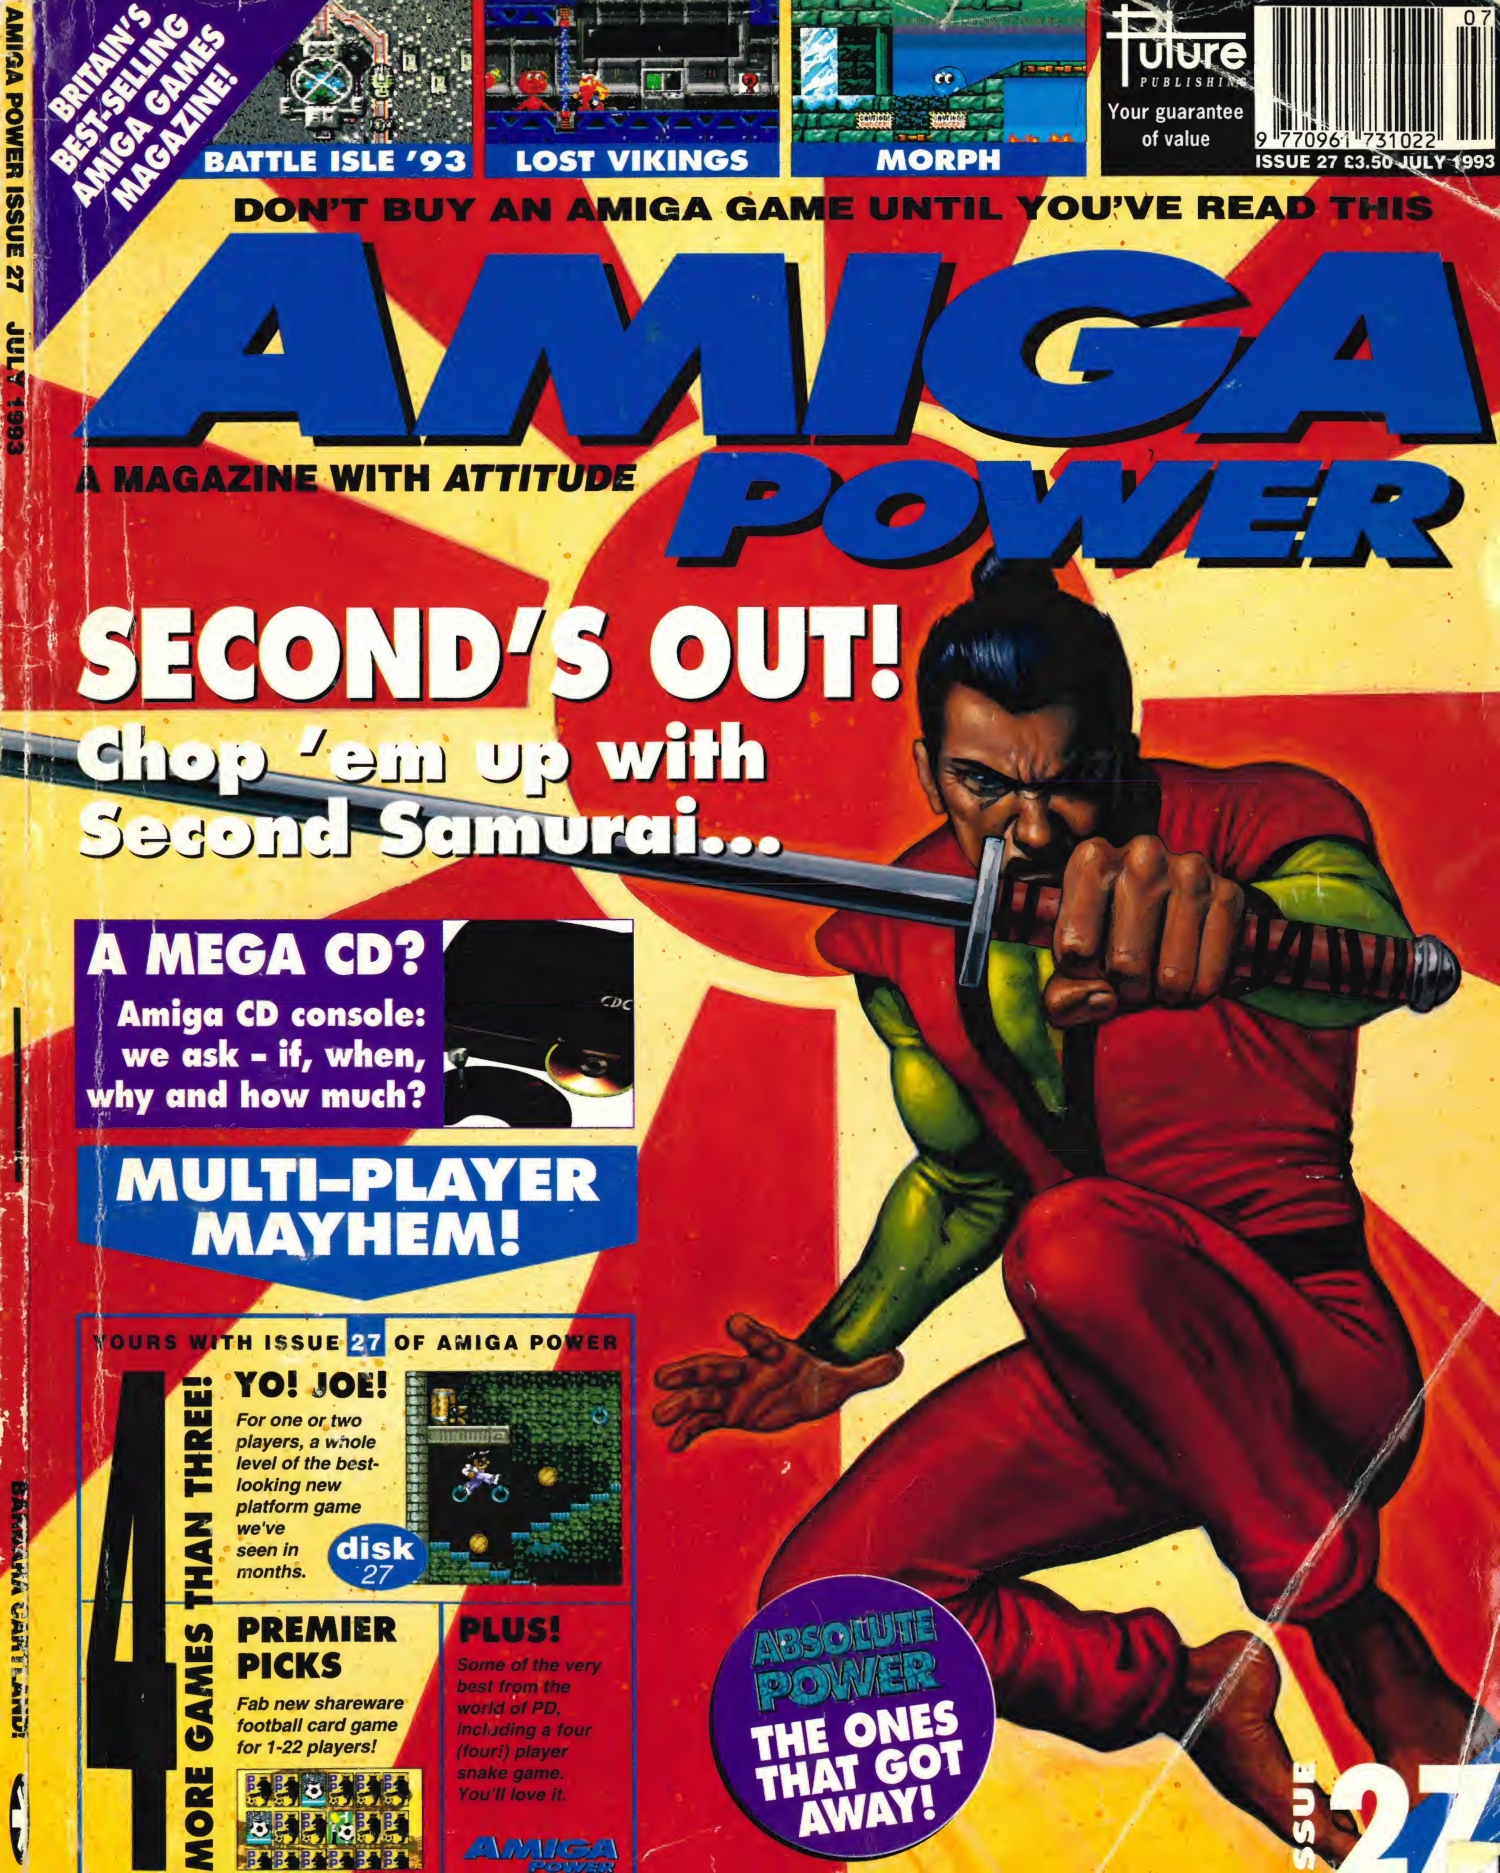 AMIGA POWER ISSUE 27 JULY 1993
BRITAIN'S
BEST-SELLING
AMIGA GAMES
MAGAZINE!
BATTLE ISLE '93
LOST VIKINGS
MORPH
Future
PUBLISHING
Your guarantee
of value
07
9 770961 731022
ISSUE 27 £3.50 JULY 1993
DON'T BUY AN AMIGA GAME UNTIL YOU'VE READ THIS
AMIGA
POWER
A MAGAZINE WITH ATTITUDE
SECOND'S OUT!
Chop 'em up with
Second Samurai...
A MEGA CD?
Amiga CD console:
we ask – if, when,
why and how much?
CDC
MULTI-PLAYER
MAYHEM!
YOURS WITH ISSUE 27 OF AMIGA POWER
4
MORE GAMES THAN THREE!
YO! JOE!
For one or two
players, a whole
level of the best-
looking new
platform game
we've
seen in
months.
disk
27
PREMIER
PICKS
Fab new shareware
football card game
for 1-22 players!
PLUS!
Some of the very
best from the
world of PD,
including a four
(four!) player
snake game.
You'll love it.
AMIGA
POWER
ABSOLUTE
POWER
THE ONES
THAT GOT
AWAY!
ISSUE
27
BARBARA CARTLAND!